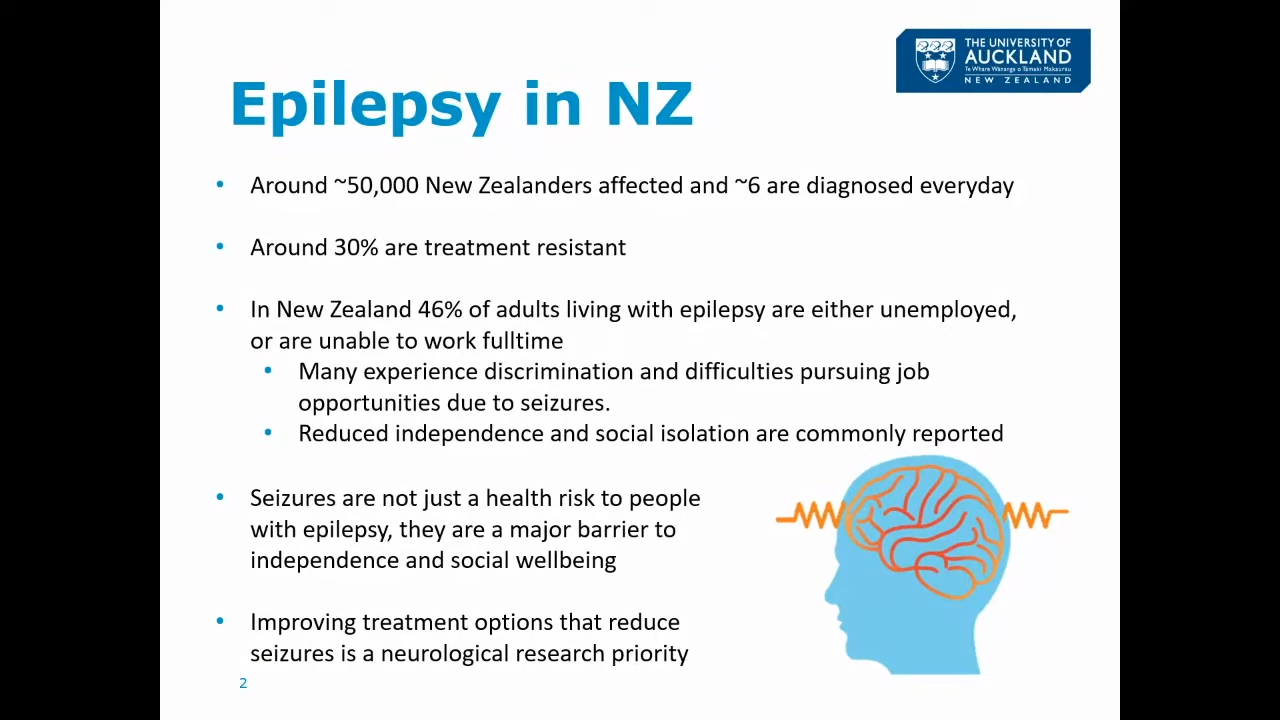 THE UNIVERSITY OF
AUCKLAND
Te Whare Wānanga o Tāmaki Makaurau
NEW ZEALAND
Epilepsy in NZ
• Around ~50,000 New Zealanders affected and ~6 are diagnosed everyday
• Around 30% are treatment resistant
• In New Zealand 46% of adults living with epilepsy are either unemployed,
or are unable to work fulltime
• Many experience discrimination and difficulties pursuing job
opportunities due to seizures.
• Reduced independence and social isolation are commonly reported
• Seizures are not just a health risk to people
with epilepsy, they are a major barrier to
independence and social wellbeing
• Improving treatment options that reduce
seizures is a neurological research priority
2